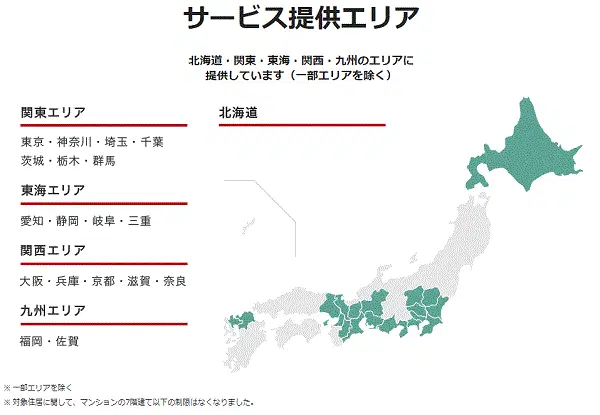 サービス提供エリア
北海道・関東・東海・関西・九州のエリアに
提供しています（一部エリアを除く）
関東エリア
東京・神奈川・埼玉・千葉
茨城・栃木・群馬
東海エリア
愛知・静岡・岐阜・三重
関西エリア
大阪・兵庫・京都・滋賀・奈良
九州エリア
福岡・佐賀
北海道
※ 一部エリアを除く
※ 対象住居に関して、マンションの7階建て以下の制限はなくなりました。